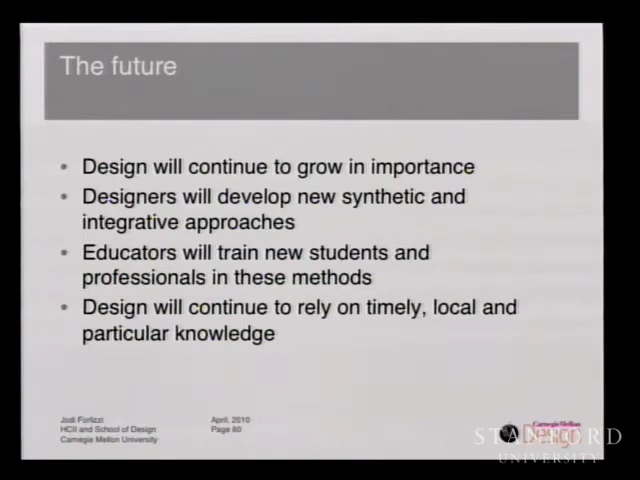 The future
• Design will continue to grow in importance
• Designers will develop new synthetic and
integrative approaches
• Educators will train new students and
professionals in these methods
• Design will continue to rely on timely, local and
particular knowledge
Jodi Forlizzi
HCII and School of Design
Carnegie Mellon University
April, 2010
Page 60
Carnegie Mellon
Design
STANFORD
UNIVERSITY